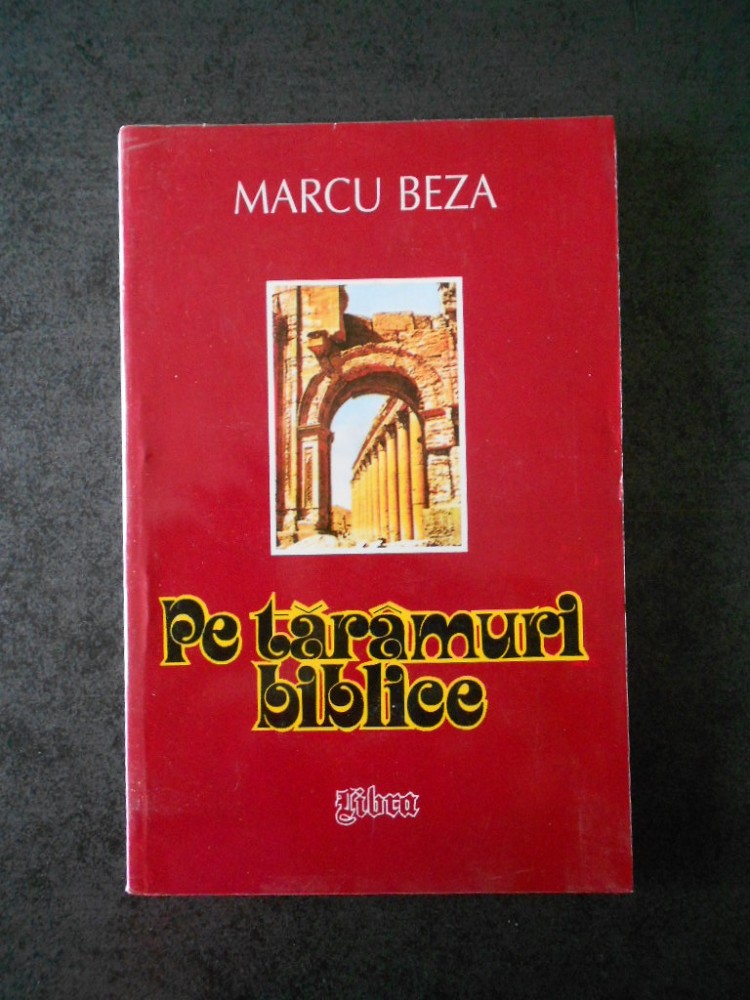 MARCU BEZA
Pe tărâmuri
biblice
Libra